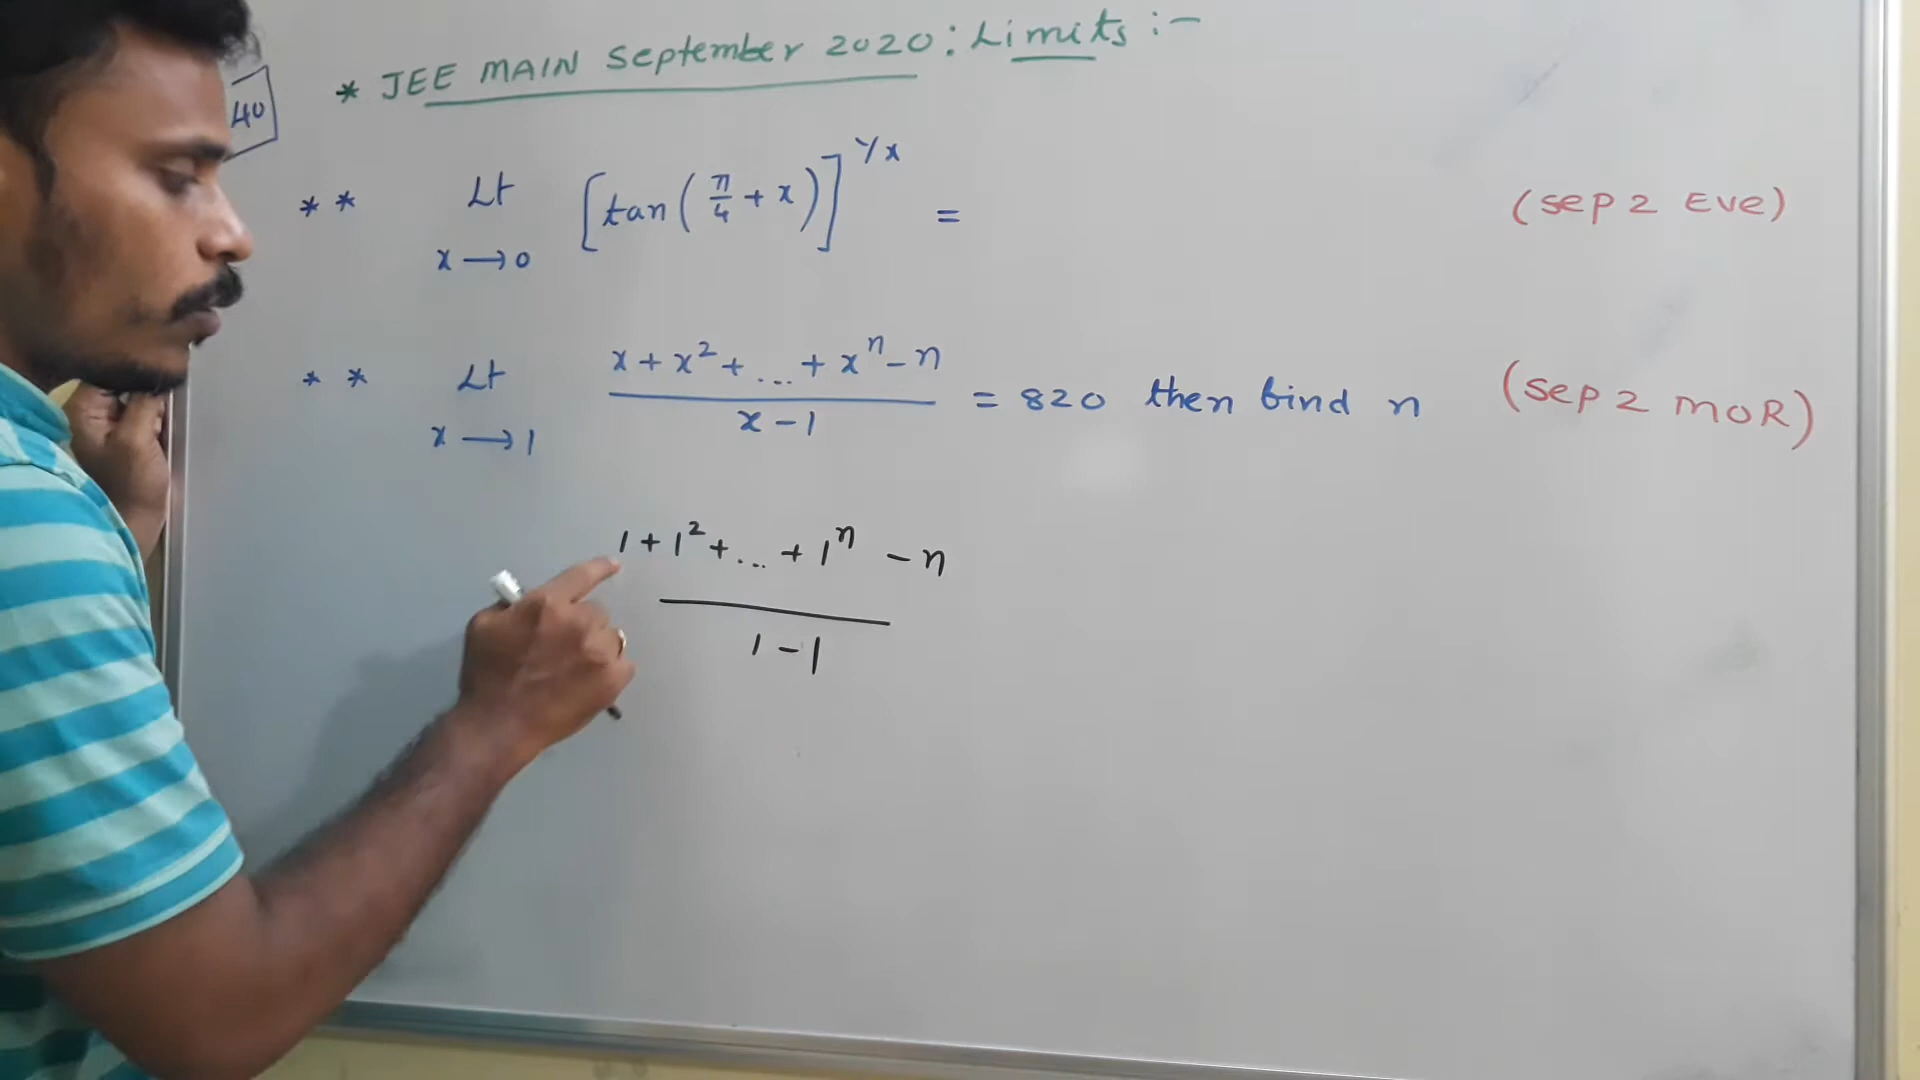 40
* JEE MAIN September 2020 : Limits :-
** Lt x→0 [tan(π/4 + x)]^1/x = (Sep 2 Eve)
** Lt x→1 (x + x² + ... + xⁿ - n)/(x - 1) = 820 then find n (Sep 2 MOR)
1 + 1² + ... + 1ⁿ - n
1 - 1